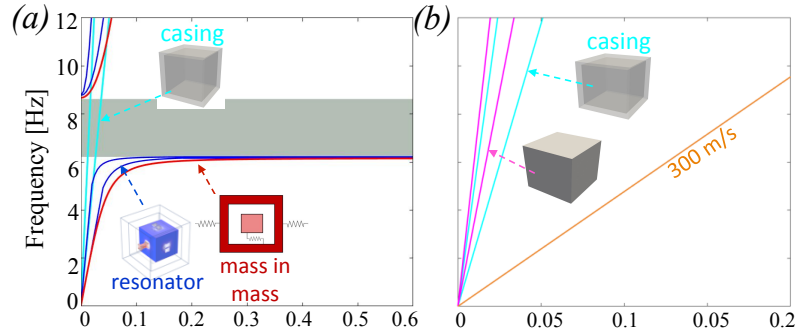 (a)
12
10
8
6
4
2
0
Frequency [Hz]
casing
resonator
mass in
mass
0 0.1 0.2 0.3 0.4 0.5 0.6
(b)
casing
300 m/s
0 0.05 0.1 0.05 0.2